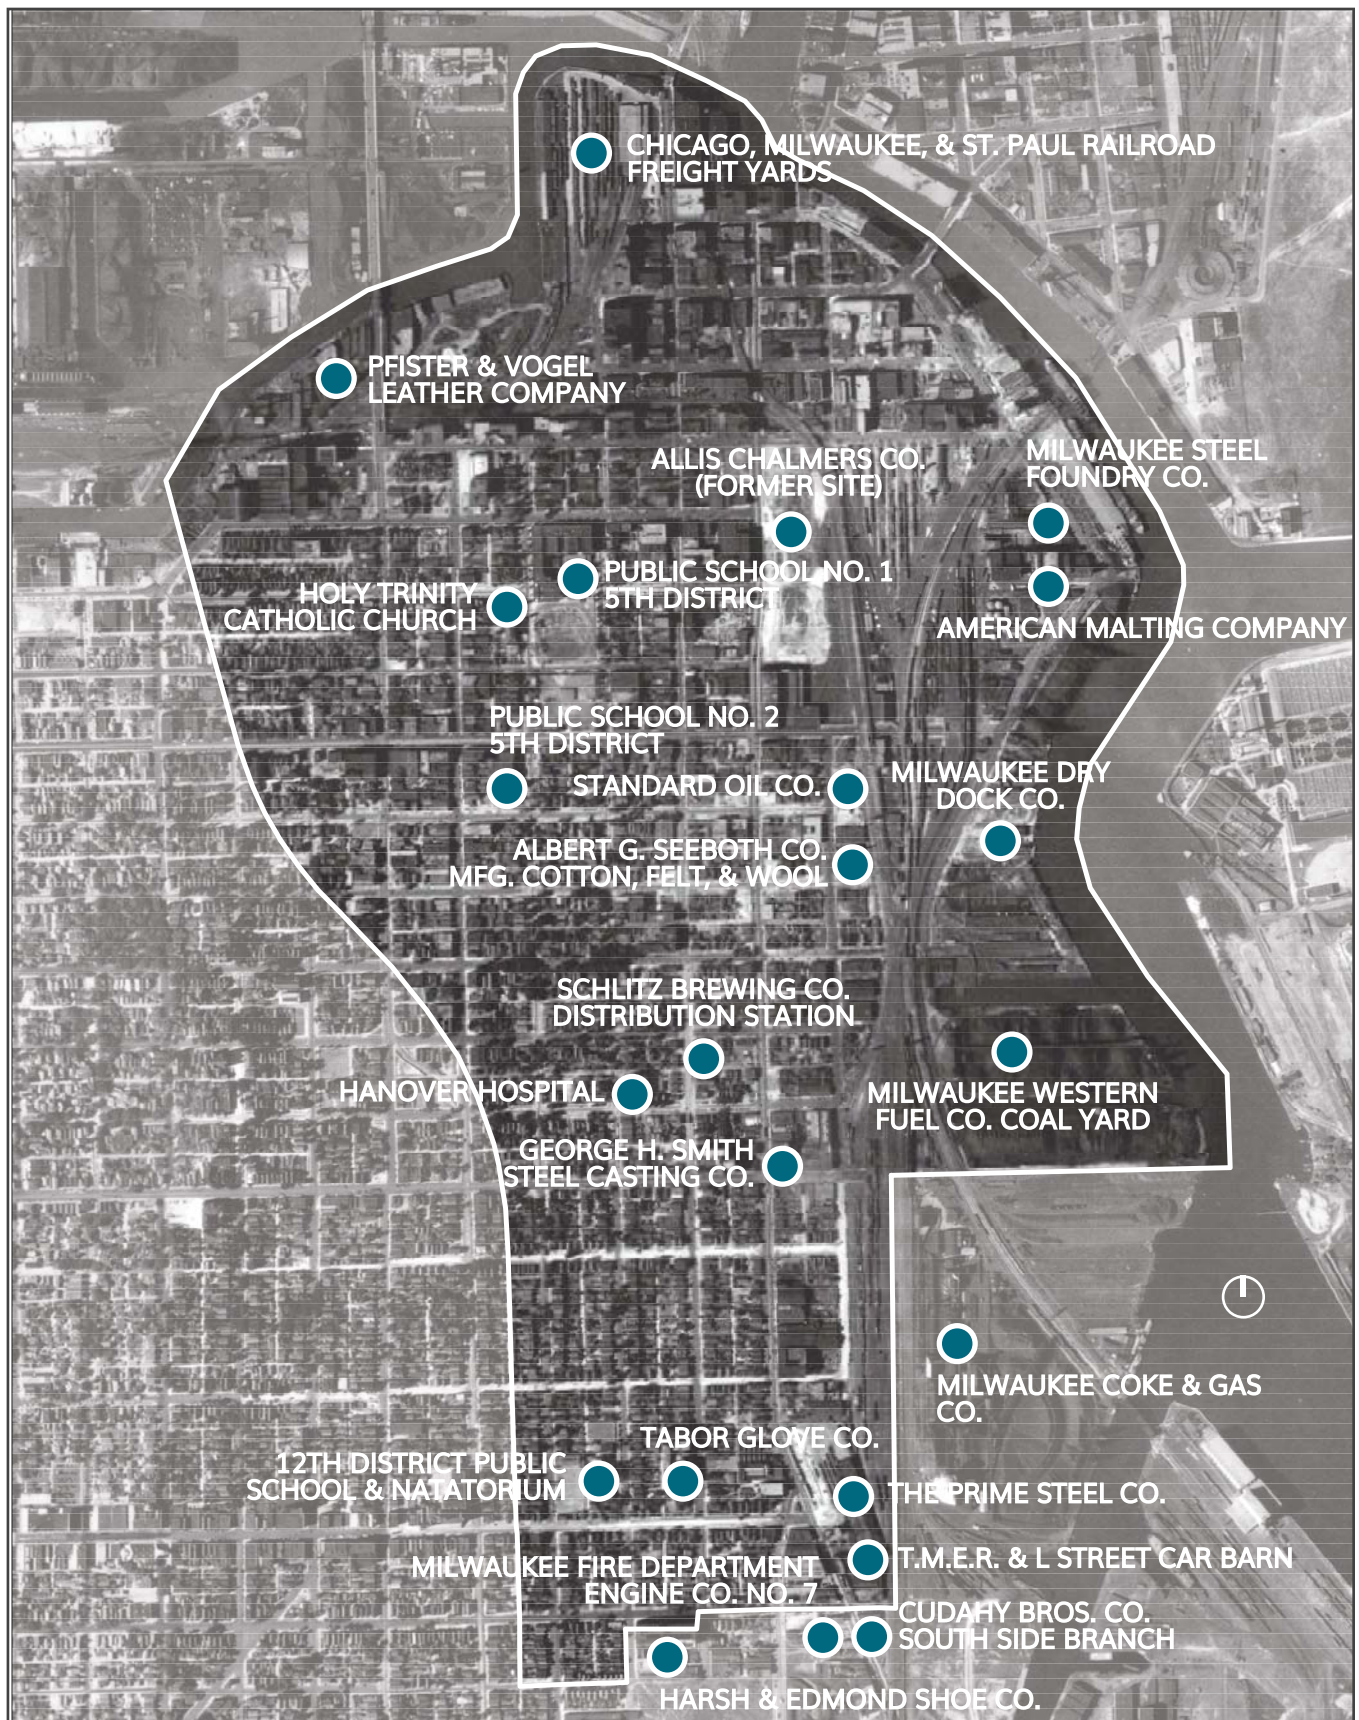 CHICAGO, MILWAUKEE, & ST. PAUL RAILROAD
FREIGHT YARDS
PFISTER & VOGEL
LEATHER COMPANY
ALLIS CHALMERS CO.
(FORMER SITE)
MILWAUKEE STEEL
FOUNDRY CO.
PUBLIC SCHOOL NO. 1
5TH DISTRICT
HOLY TRINITY
CATHOLIC CHURCH
AMERICAN MALTING COMPANY
PUBLIC SCHOOL NO. 2
5TH DISTRICT
STANDARD OIL CO.
MILWAUKEE DRY
DOCK CO.
ALBERT G. SEEBOTH CO.
MFG. COTTON, FELT, & WOOL
SCHLITZ BREWING CO.
DISTRIBUTION STATION
HANOVER HOSPITAL
MILWAUKEE WESTERN
FUEL CO. COAL YARD
GEORGE H. SMITH
STEEL CASTING CO.
MILWAUKEE COKE & GAS
CO.
TABOR GLOVE CO.
12TH DISTRICT PUBLIC
SCHOOL & NATATORIUM
THE PRIME STEEL CO.
T.M.E.R. & L STREET CAR BARN
MILWAUKEE FIRE DEPARTMENT
ENGINE CO. NO. 7
CUDAHY BROS. CO.
SOUTH SIDE BRANCH
HARSH & EDMOND SHOE CO.